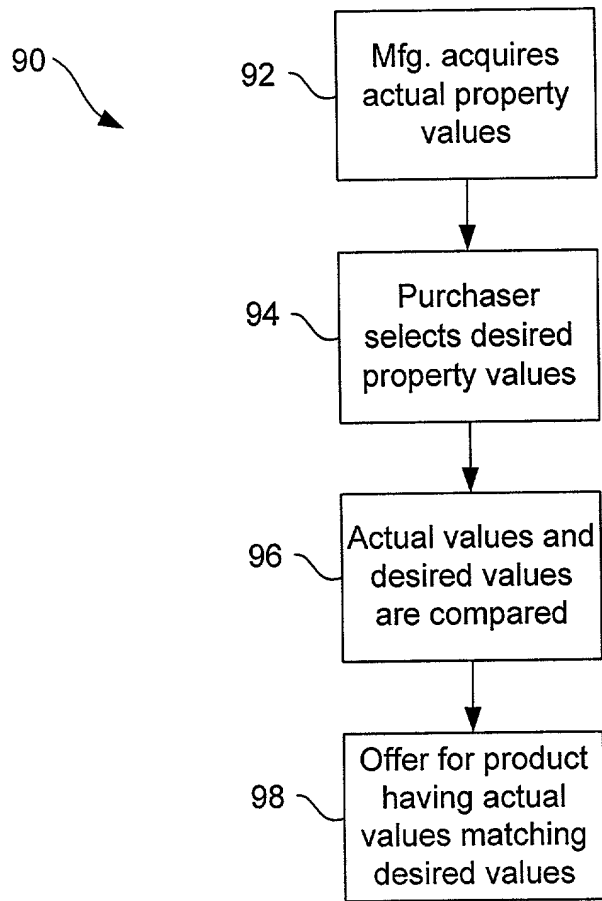 90
92
Mfg. acquires
actual property
values
94
Purchaser
selects desired
property values
96
Actual values and
desired values
are compared
98
Offer for product
having actual
values matching
desired values